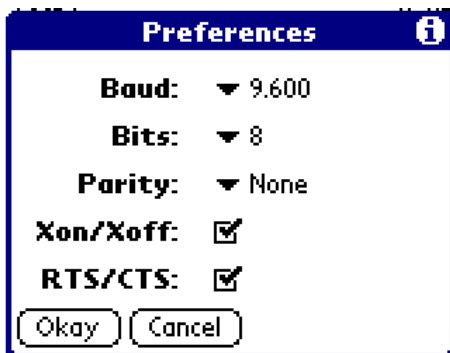 Preferences
Baud: 9.600
Bits: 8
Parity: None
Xon/Xoff:
RTS/CTS:
Okay Cancel